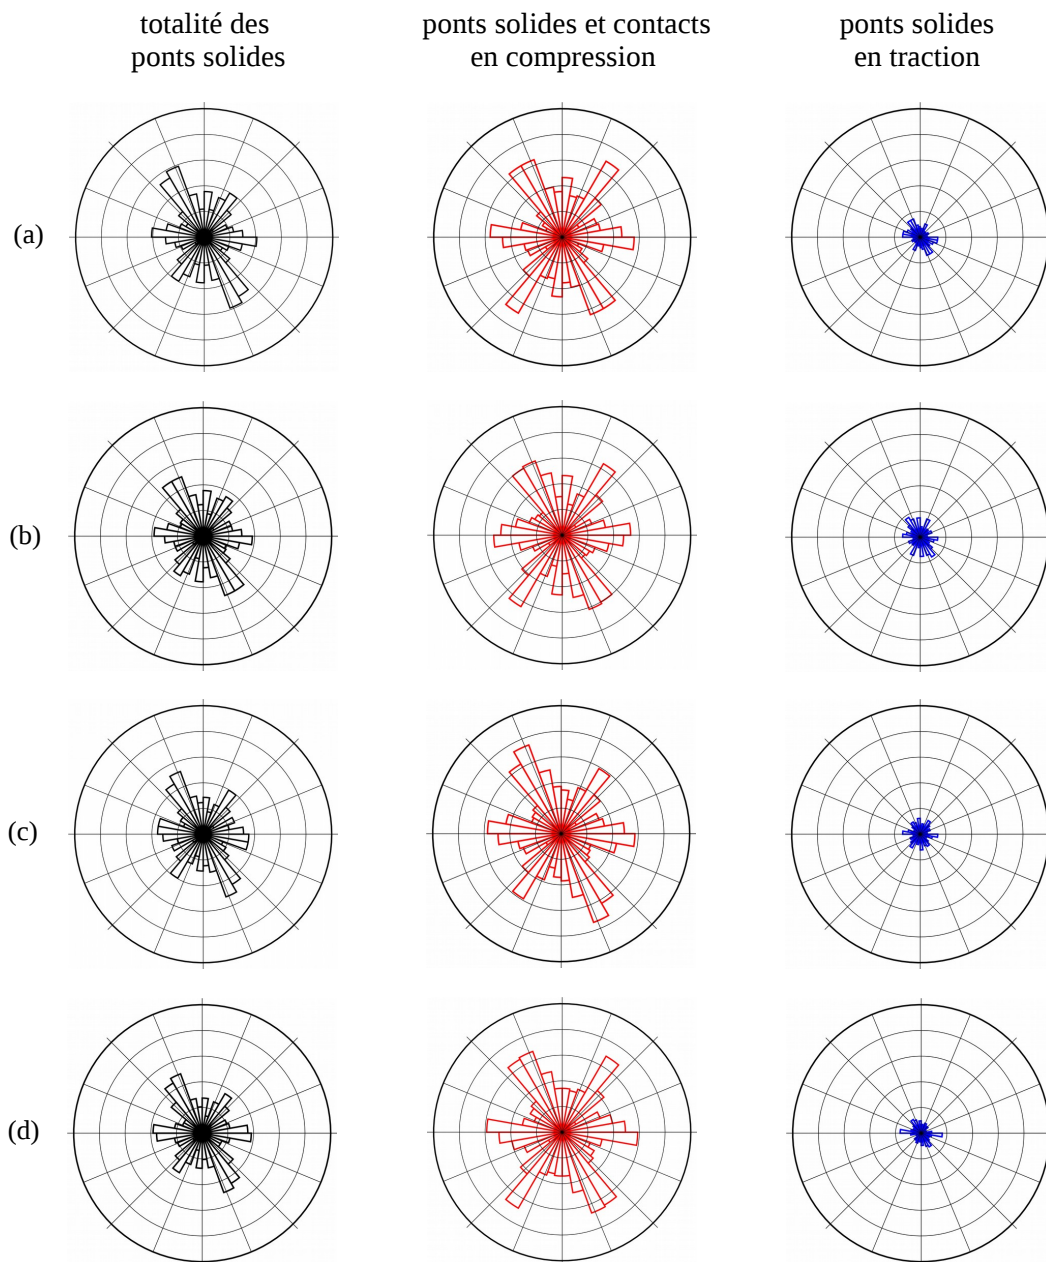 totalité des
ponts solides
ponts solides et contacts
en compression
ponts solides
en traction
(a)
(b)
(c)
(d)